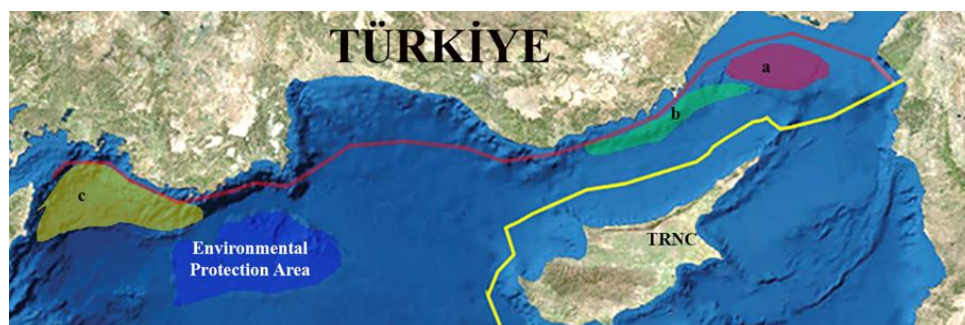 TÜRKİYE
a
b
c
TRNC
Environmental
Protection Area